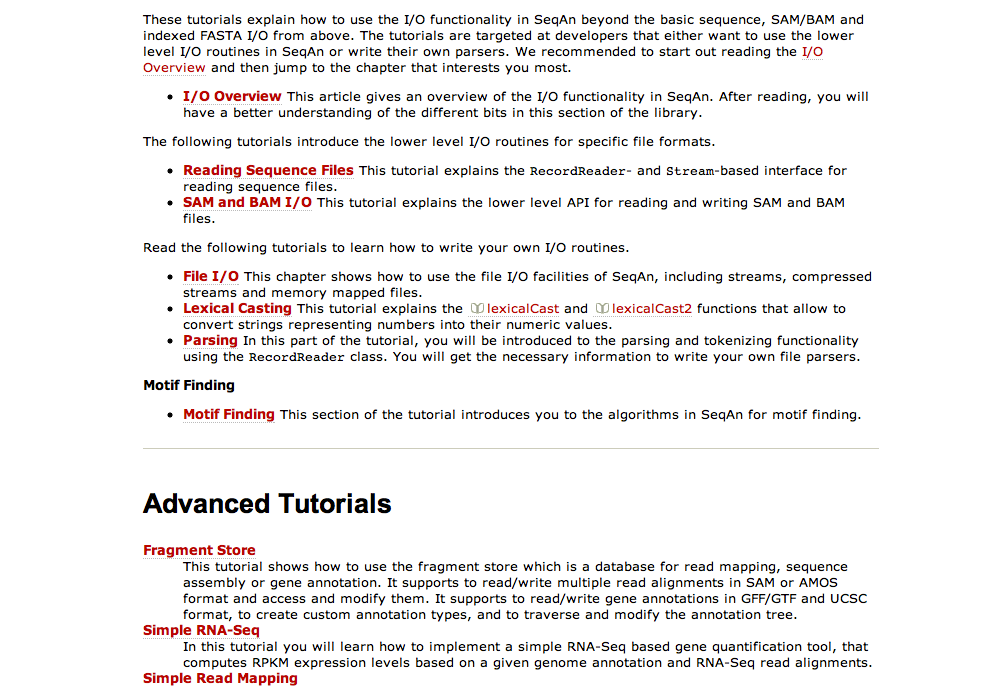 These tutorials explain how to use the I/O functionality in SeqAn beyond the basic sequence, SAM/BAM and
indexed FASTA I/O from above. The tutorials are targeted at developers that either want to use the lower
level I/O routines in SeqAn or write their own parsers. We recommended to start out reading the I/O
Overview and then jump to the chapter that interests you most.
• I/O Overview This article gives an overview of the I/O functionality in SeqAn. After reading, you will
have a better understanding of the different bits in this section of the library.
The following tutorials introduce the lower level I/O routines for specific file formats.
• Reading Sequence Files This tutorial explains the RecordReader- and Stream-based interface for
reading sequence files.
• SAM and BAM I/O This tutorial explains the lower level API for reading and writing SAM and BAM
files.
Read the following tutorials to learn how to write your own I/O routines.
• File I/O This chapter shows how to use the file I/O facilities of SeqAn, including streams, compressed
streams and memory mapped files.
• Lexical Casting This tutorial explains the lexicalCast and lexicalCast2 functions that allow to
convert strings representing numbers into their numeric values.
• Parsing In this part of the tutorial, you will be introduced to the parsing and tokenizing functionality
using the RecordReader class. You will get the necessary information to write your own file parsers.
Motif Finding
• Motif Finding This section of the tutorial introduces you to the algorithms in SeqAn for motif finding.
Advanced Tutorials
Fragment Store
This tutorial shows how to use the fragment store which is a database for read mapping, sequence
assembly or gene annotation. It supports to read/write multiple read alignments in SAM or AMOS
format and access and modify them. It supports to read/write gene annotations in GFF/GTF and UCSC
format, to create custom annotation types, and to traverse and modify the annotation tree.
Simple RNA-Seq
In this tutorial you will learn how to implement a simple RNA-Seq based gene quantification tool, that
computes RPKM expression levels based on a given genome annotation and RNA-Seq read alignments.
Simple Read Mapping